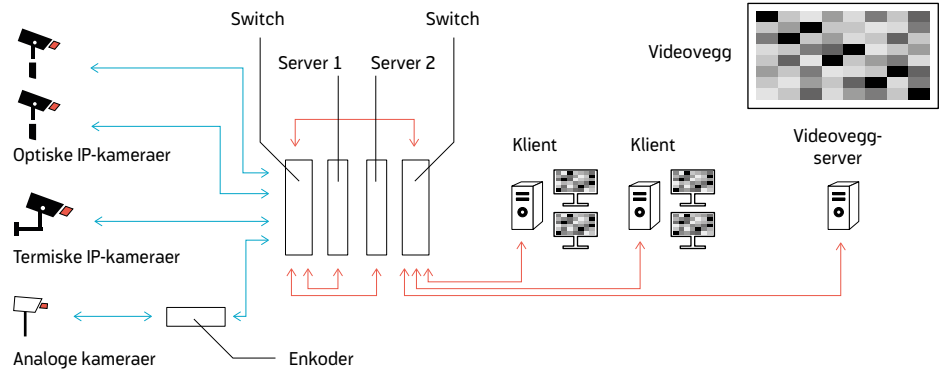 Switch
Switch
Videovegg
Server 1
Server 2
Optiske IP-kameraer
Klient
Klient
Videovegg-
server
Termiske IP-kameraer
Analoge kameraer
Enkoder